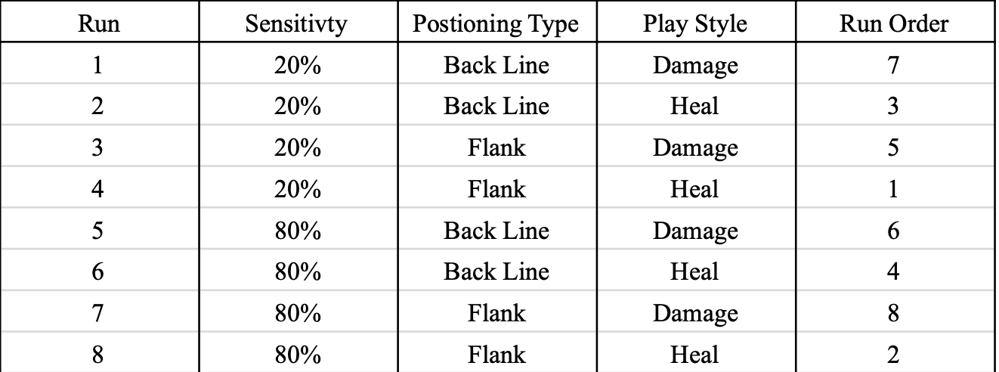 Run Sensitivty Postioning Type Play Style Run Order
1 20% Back Line Damage 7
2 20% Back Line Heal 3
3 20% Flank Damage 5
4 20% Flank Heal 1
5 80% Back Line Damage 6
6 80% Back Line Heal 4
7 80% Flank Damage 8
8 80% Flank Heal 2